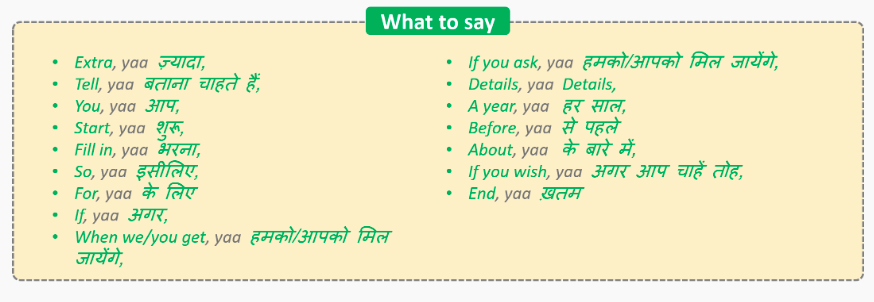 What to say
• Extra, yaa ज़्यादा,
• Tell, yaa बताना चाहते हैं,
• You, yaa आप,
• Start, yaa शुरू,
• Fill in, yaa भरना,
• So, yaa इसीलिए,
• For, yaa के लिए
• If, yaa अगर,
• When we/you get, yaa हमको/आपको मिल
जायेंगे,
• If you ask, yaa हमको/आपको मिल जायेंगे,
• Details, yaa Details,
• A year, yaa हर साल,
• Before, yaa से पहले
• About, yaa के बारे में,
• If you wish, yaa अगर आप चाहें तोह,
• End, yaa ख़तम